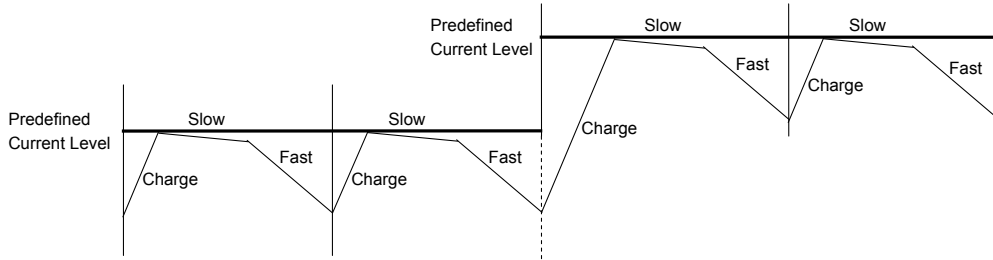 Predefined
Current Level
Slow
Slow
Fast
Charge
Fast
Charge
Predefined
Current Level
Slow
Slow
Fast
Charge
Fast
Charge